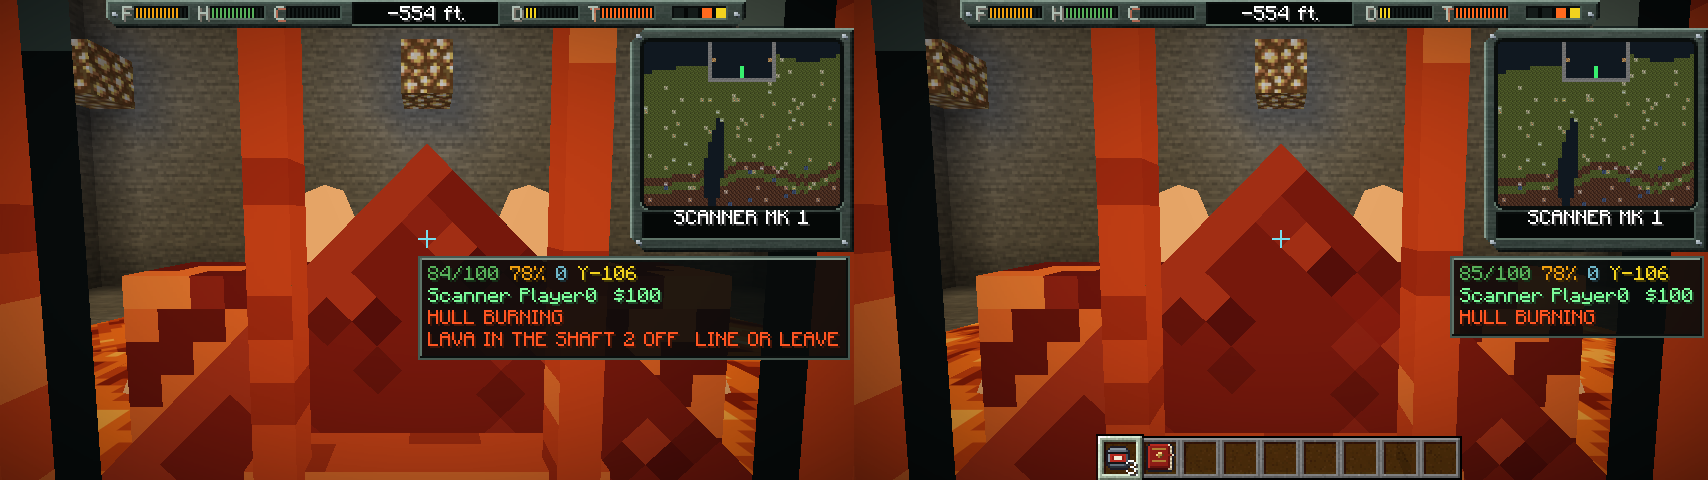 F H C -554 ft. D T
SCANNER MK 1
84/100 78% 0 Y-106
Scanner Player0 $100
HULL BURNING
LAVA IN THE SHAFT 2 OFF LINE OR LEAVE
F H C -554 ft. D T
SCANNER MK 1
85/100 78% 0 Y-106
Scanner Player0 $100
HULL BURNING
3